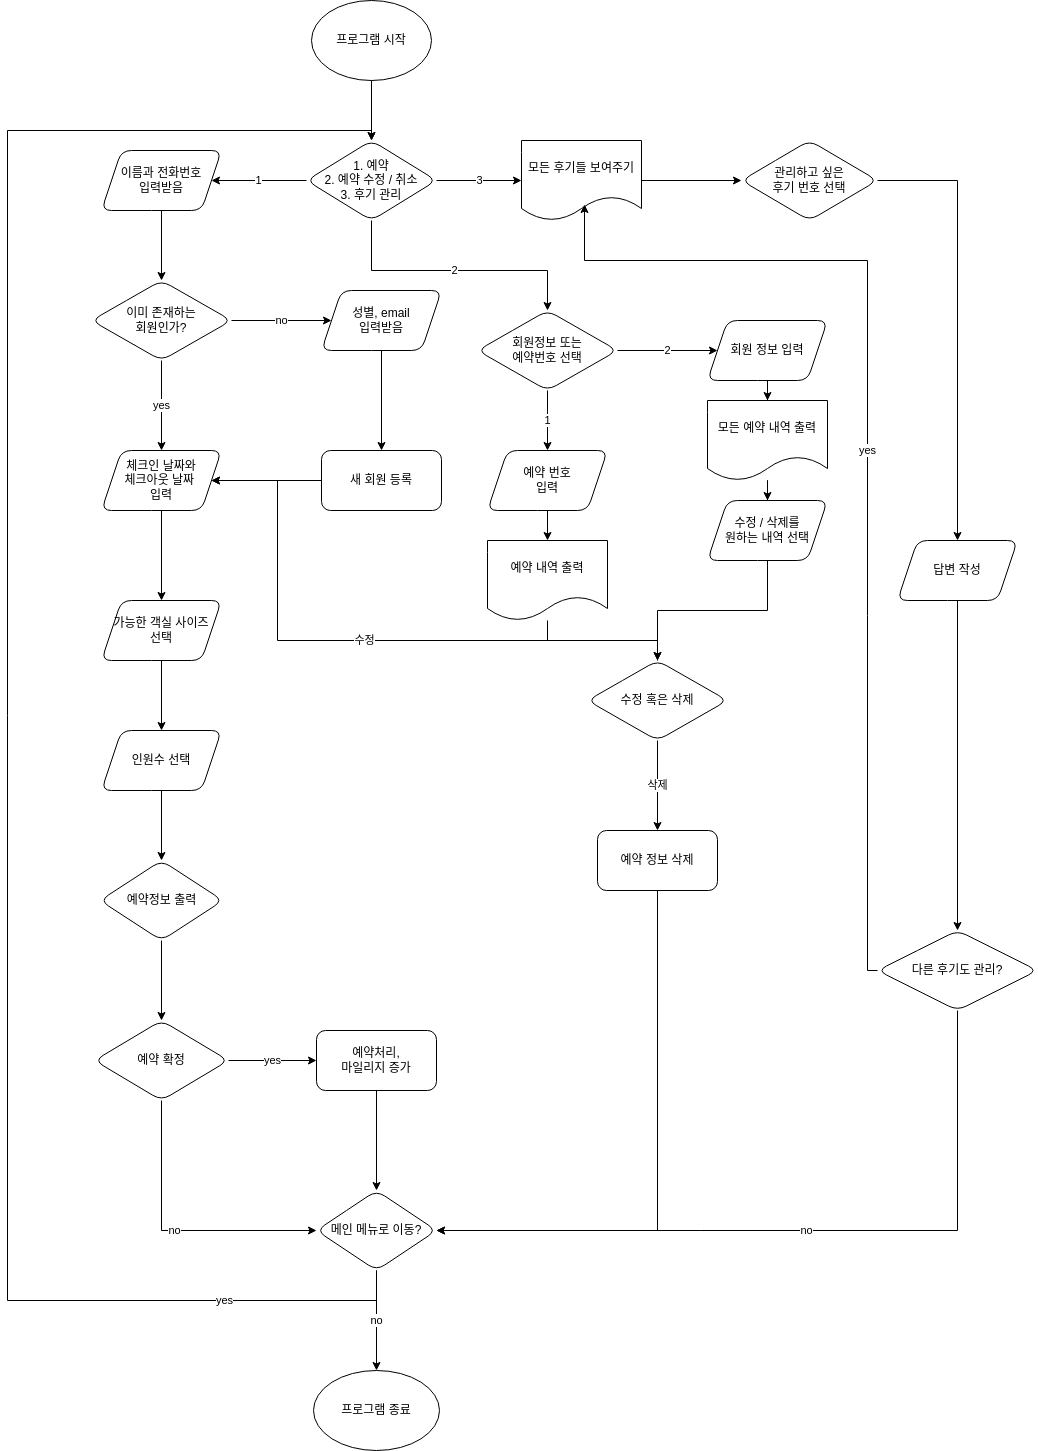 프로그램 시작
이름과 전화번호
입력받음
1
1. 예약
2. 예약 수정 / 취소
3. 후기 관리
3
모든 후기들 보여주기
관리하고 싶은
후기 번호 선택
2
이미 존재하는
회원인가?
no
성별, email
입력받음
회원정보 또는
예약번호 선택
2
회원 정보 입력
yes
1
모든 예약 내역 출력
yes
체크인 날짜와
체크아웃 날짜
입력
새 회원 등록
예약 번호
입력
수정 / 삭제를
원하는 내역 선택
예약 내역 출력
답변 작성
가능한 객실 사이즈
선택
수정
수정 혹은 삭제
인원수 선택
삭제
예약 정보 삭제
예약정보 출력
다른 후기도 관리?
예약 확정
yes
예약처리,
마일리지 증가
no
메인 메뉴로 이동?
no
yes
no
프로그램 종료